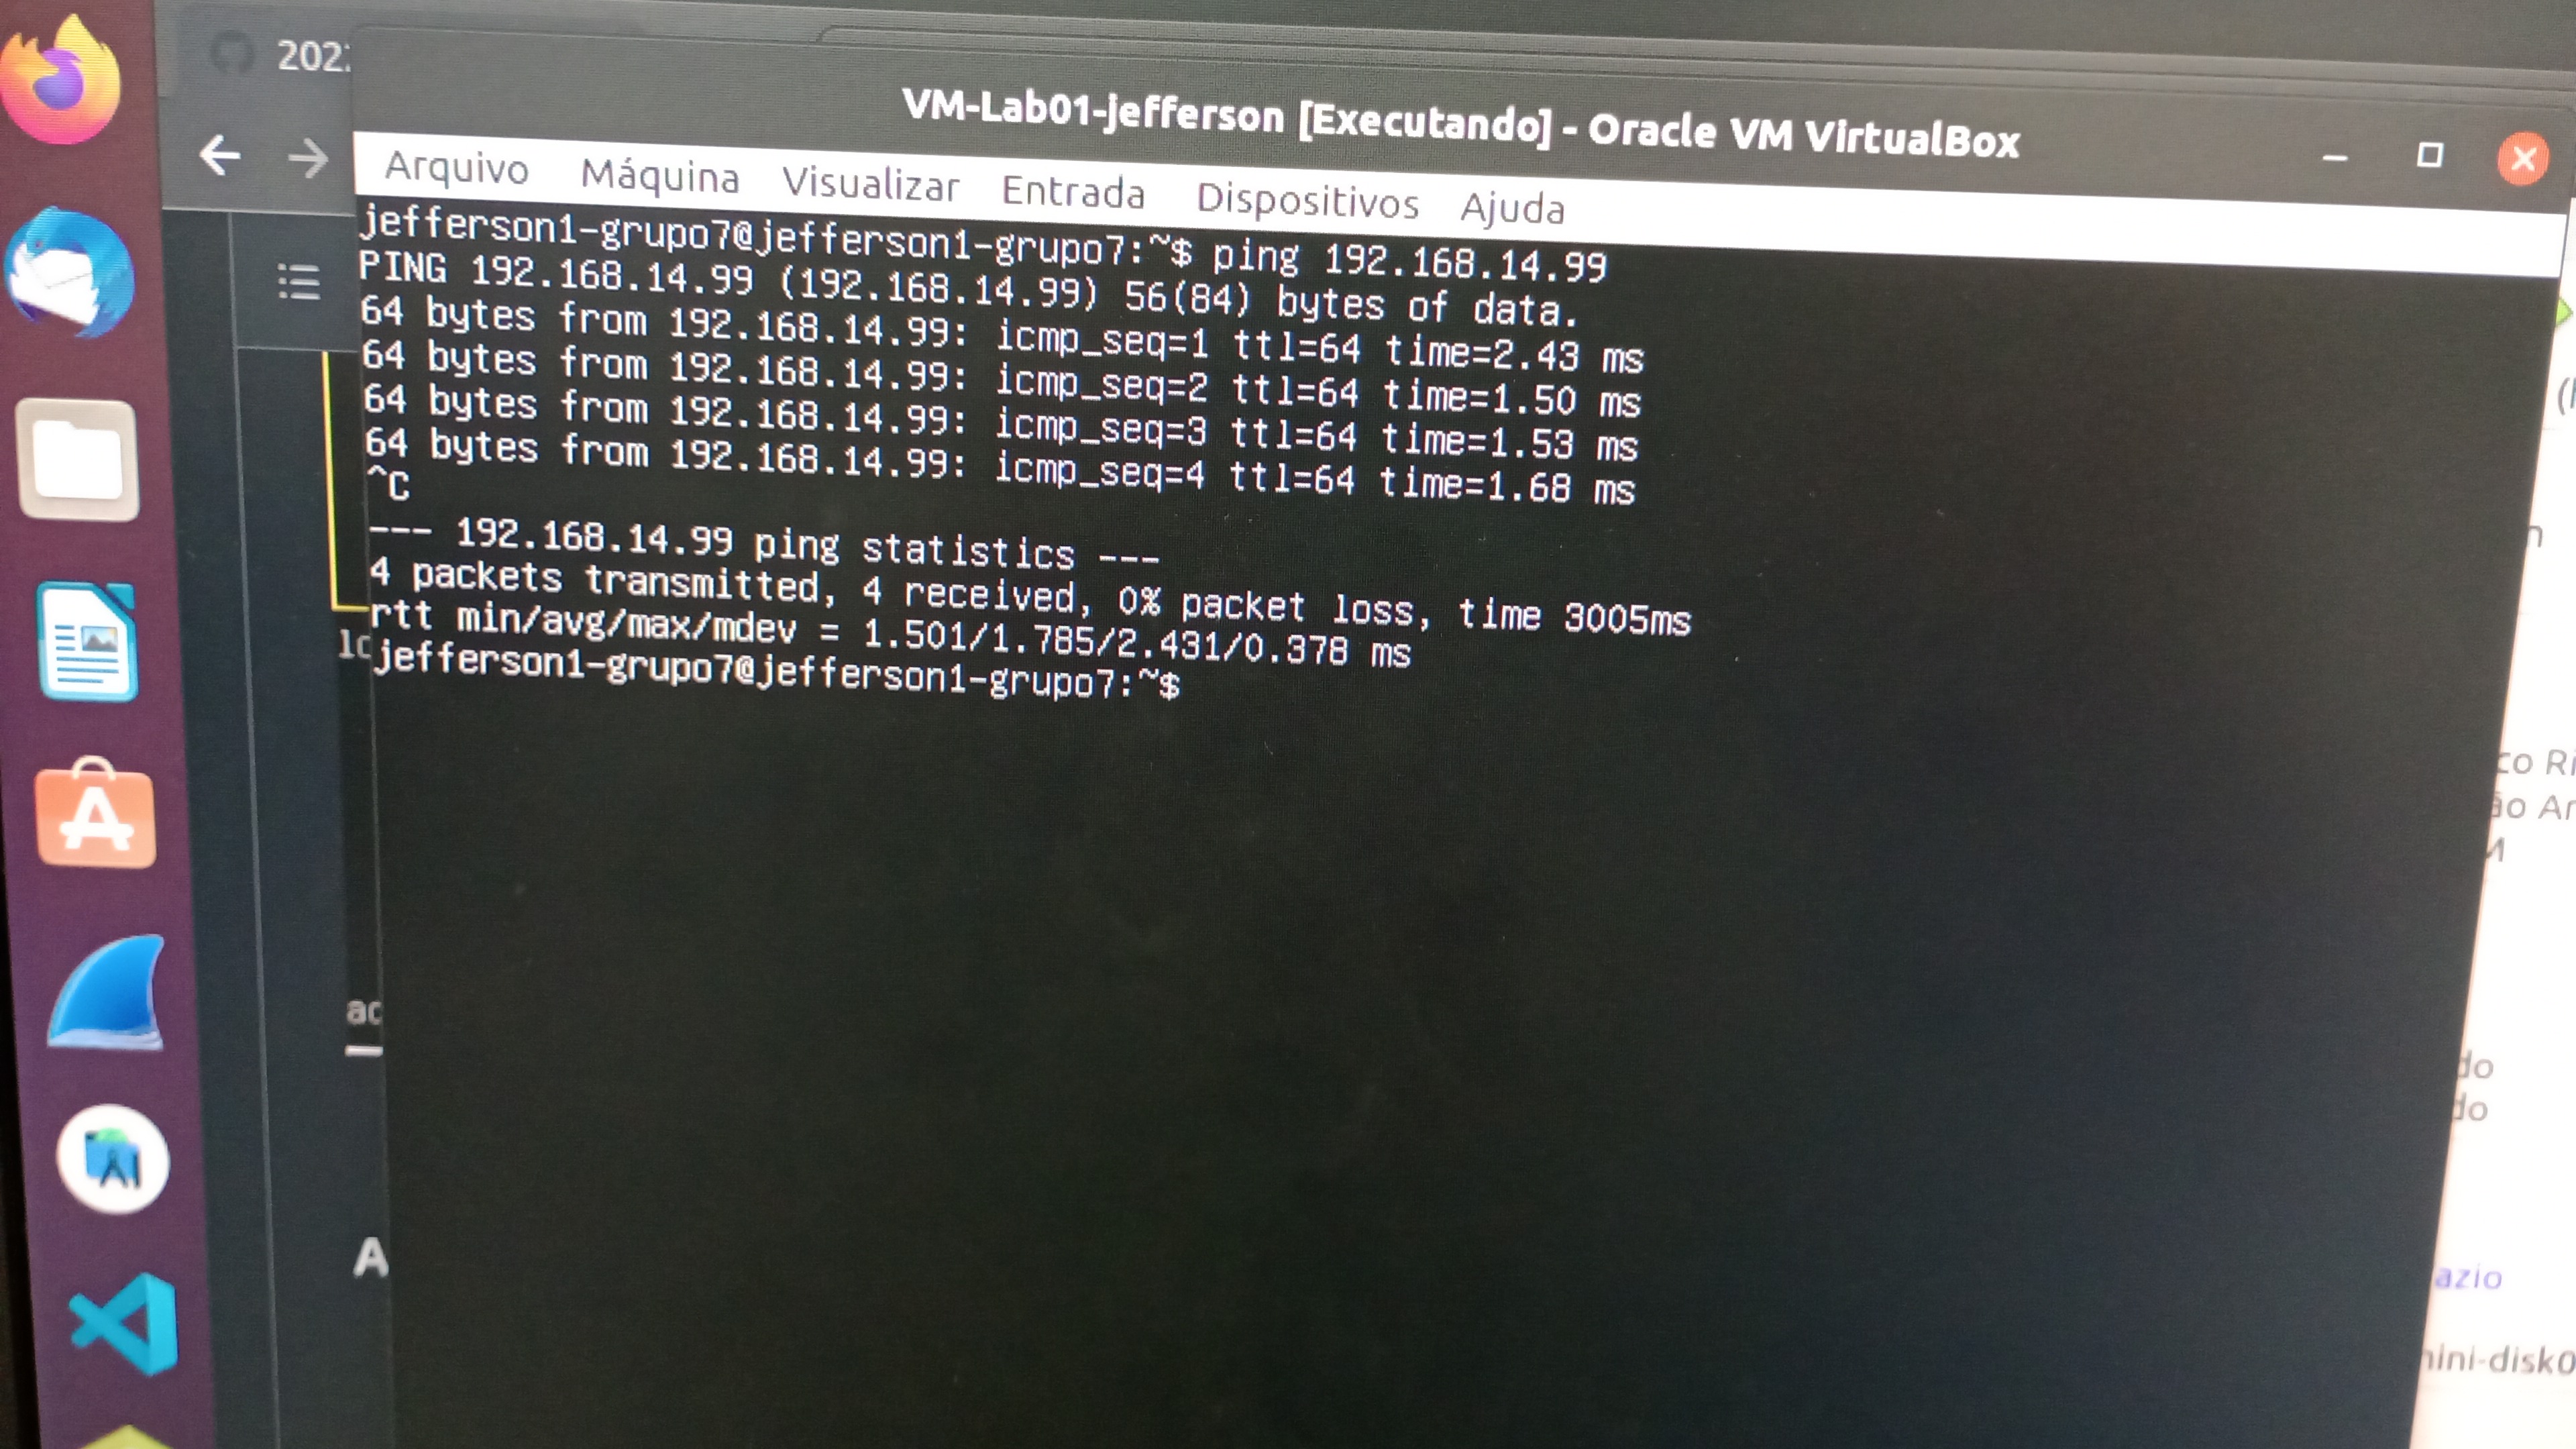 202
VM-Lab01-jefferson [Executando] - Oracle VM VirtualBox
Arquivo Máquina Visualizar Entrada Dispositivos Ajuda
jefferson1-grupo7@jefferson1-grupo7:~$ ping 192.168.14.99
PING 192.168.14.99 (192.168.14.99) 56(84) bytes of data.
64 bytes from 192.168.14.99: icmp_seq=1 ttl=64 time=2.43 ms
64 bytes from 192.168.14.99: icmp_seq=2 ttl=64 time=1.50 ms
64 bytes from 192.168.14.99: icmp_seq=3 ttl=64 time=1.53 ms
64 bytes from 192.168.14.99: icmp_seq=4 ttl=64 time=1.68 ms
^C
--- 192.168.14.99 ping statistics ---
4 packets transmitted, 4 received, 0% packet loss, time 3005ms
rtt min/avg/max/mdev = 1.501/1.785/2.431/0.378 ms
jefferson1-grupo7@jefferson1-grupo7:~$
A
co Ri
ão Ar
M
do
do
azio
ini-disk0